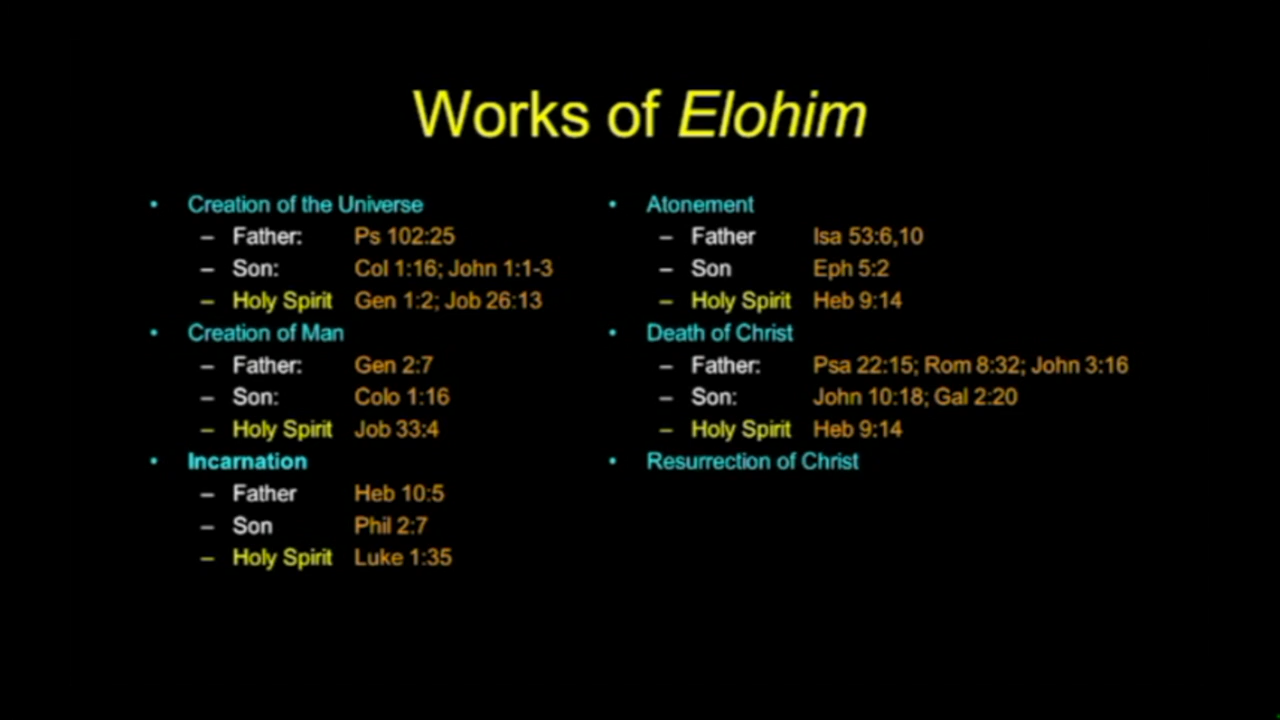 Works of Elohim
• Creation of the Universe
– Father: Ps 102:25
– Son: Col 1:16; John 1:1-3
– Holy Spirit Gen 1:2; Job 26:13
• Creation of Man
– Father: Gen 2:7
– Son: Colo 1:16
– Holy Spirit Job 33:4
• Incarnation
– Father Heb 10:5
– Son Phil 2:7
– Holy Spirit Luke 1:35
• Atonement
– Father Isa 53:6,10
– Son Eph 5:2
– Holy Spirit Heb 9:14
• Death of Christ
– Father: Psa 22:15; Rom 8:32; John 3:16
– Son: John 10:18; Gal 2:20
– Holy Spirit Heb 9:14
• Resurrection of Christ